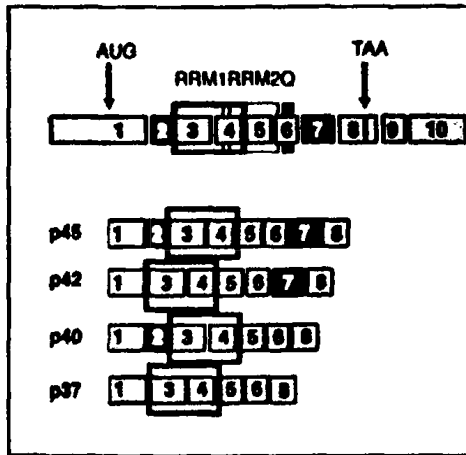 AUG TAA
RRM1RRM2Q
1 2 3 4 5 6 7 8 9 10
p45 1 2 3 4 5 6 7 8
p42 1 3 4 5 6 7 8
p40 1 2 3 4 5 6 8
p37 1 3 4 5 6 8